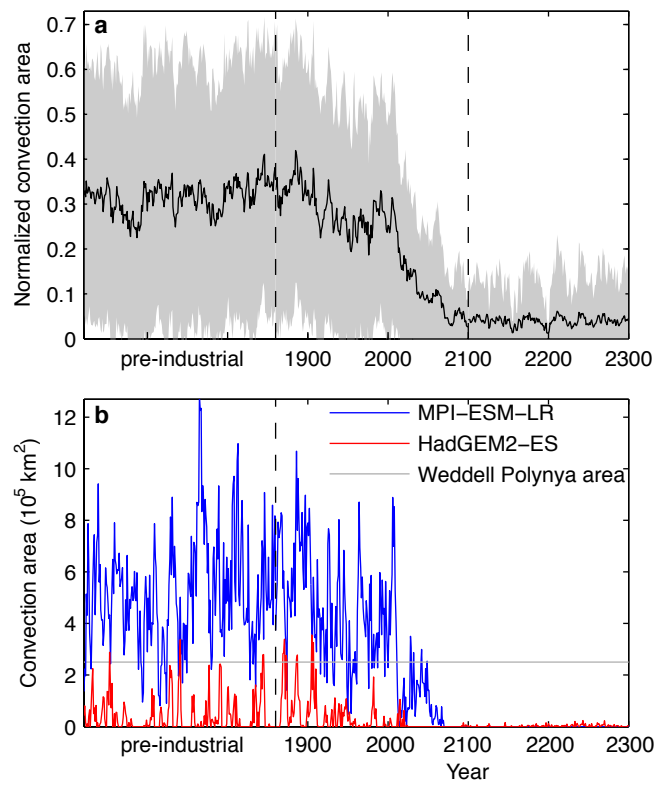 a
0.7
0.6
0.5
0.4
0.3
0.2
0.1
0
Normalized convection area
pre-industrial 1900 2000 2100 2200 2300
b
MPI−ESM−LR
HadGEM2−ES
Weddell Polynya area
12
10
8
6
4
2
0
Convection area (10⁵ km²)
pre-industrial 1900 2000 2100 2200 2300
Year